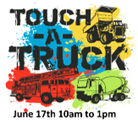 TOUCH
-A-
TRUCK
June 17th 10am to 1pm